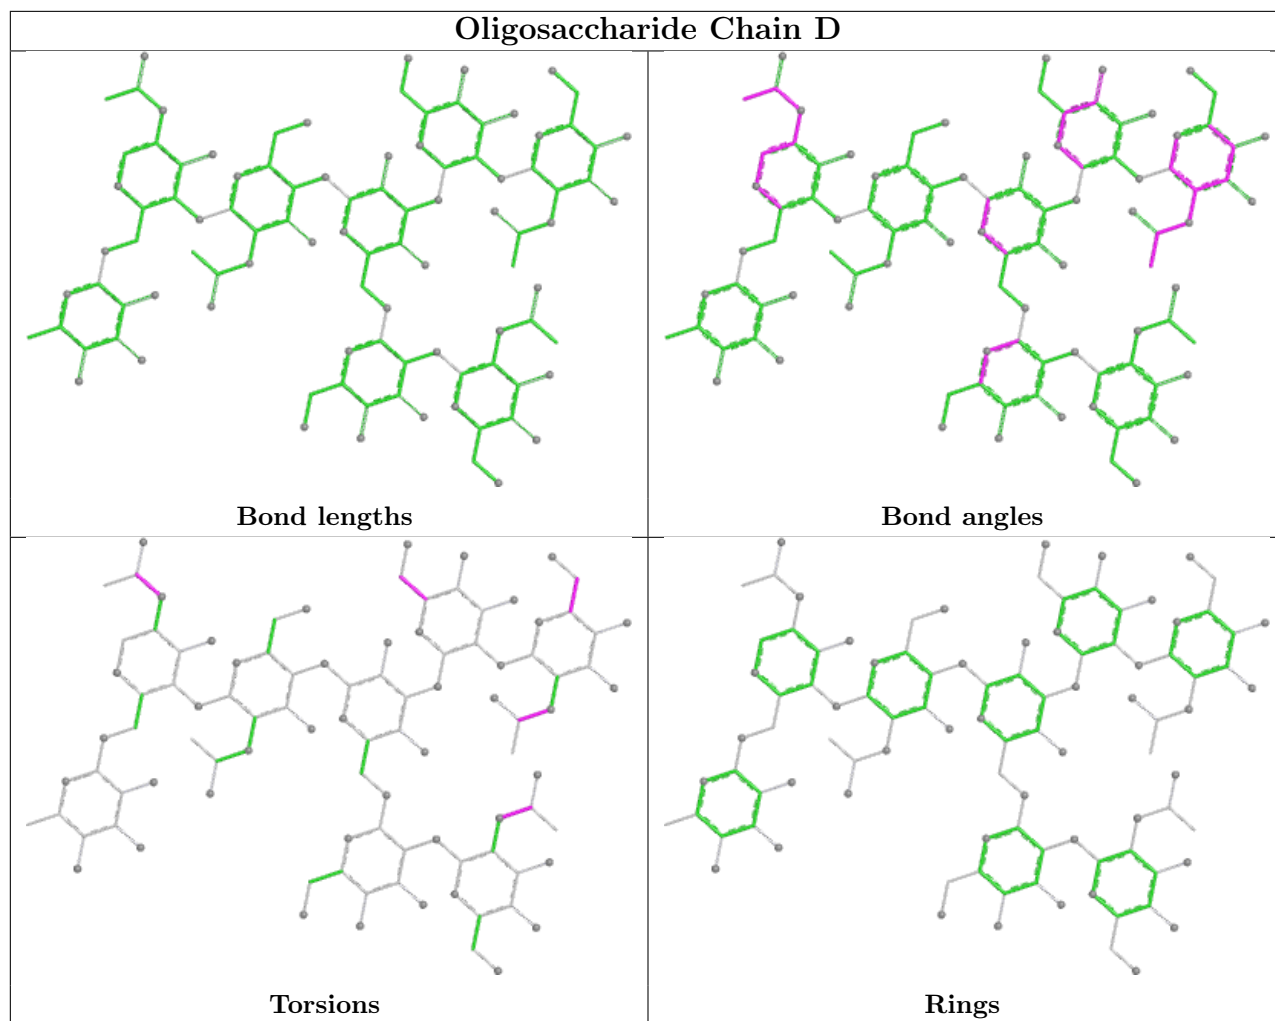 Oligosaccharide Chain D
Bond lengths
Bond angles
Torsions
Rings